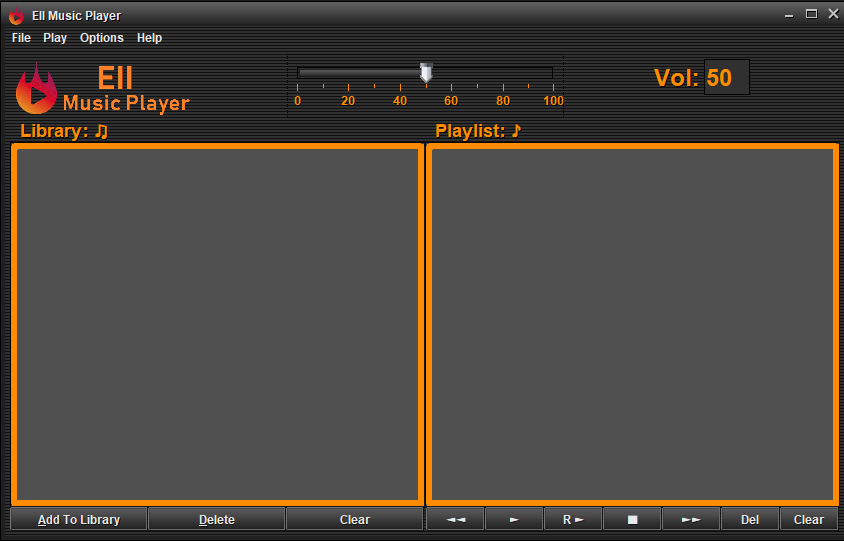 Ell Music Player
File Play Options Help
Ell
Music Player
0 20 40 60 80 100
Vol: 50
Library: ♫
Playlist: ♪
Add To Library Delete Clear
◄◄ ► R ► ■ ►► Del Clear